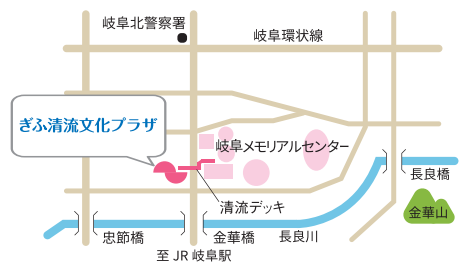 岐阜北警察署
岐阜環状線
ぎふ清流文化プラザ
岐阜メモリアルセンター
長良橋
清流デッキ
金華山
忠節橋
金華橋
長良川
至 JR 岐阜駅